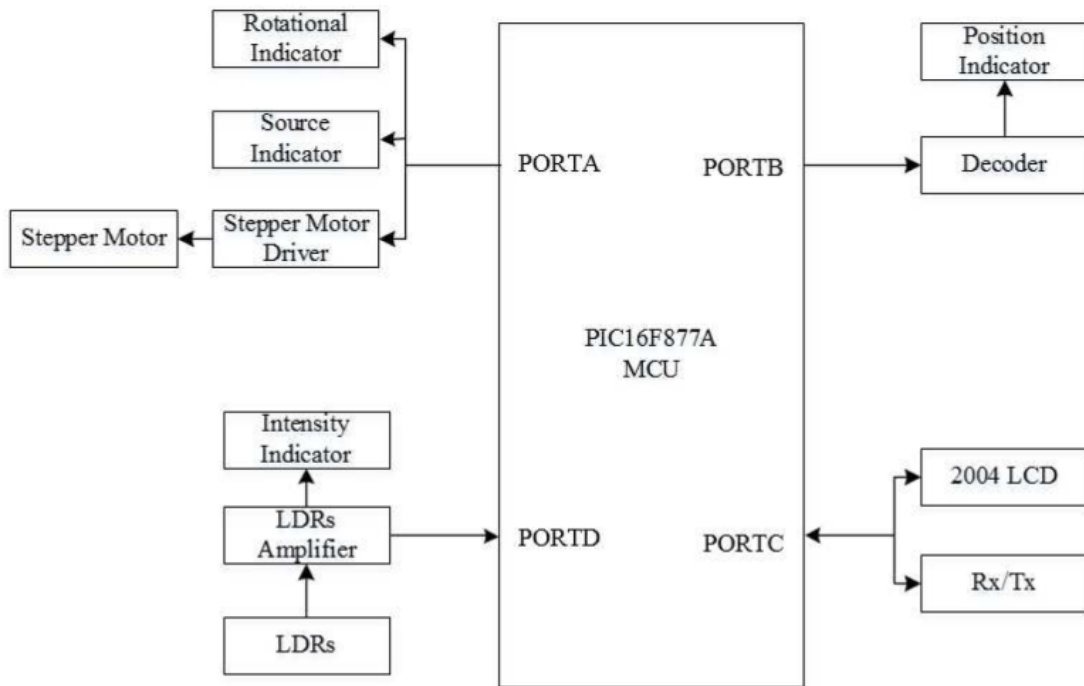 Rotational
Indicator
Source
Indicator
Stepper Motor
Stepper Motor
Driver
PORTA
PORTB
Position
Indicator
Decoder
PIC16F877A
MCU
Intensity
Indicator
LDRs
Amplifier
LDRs
PORTD
PORTC
2004 LCD
Rx/Tx